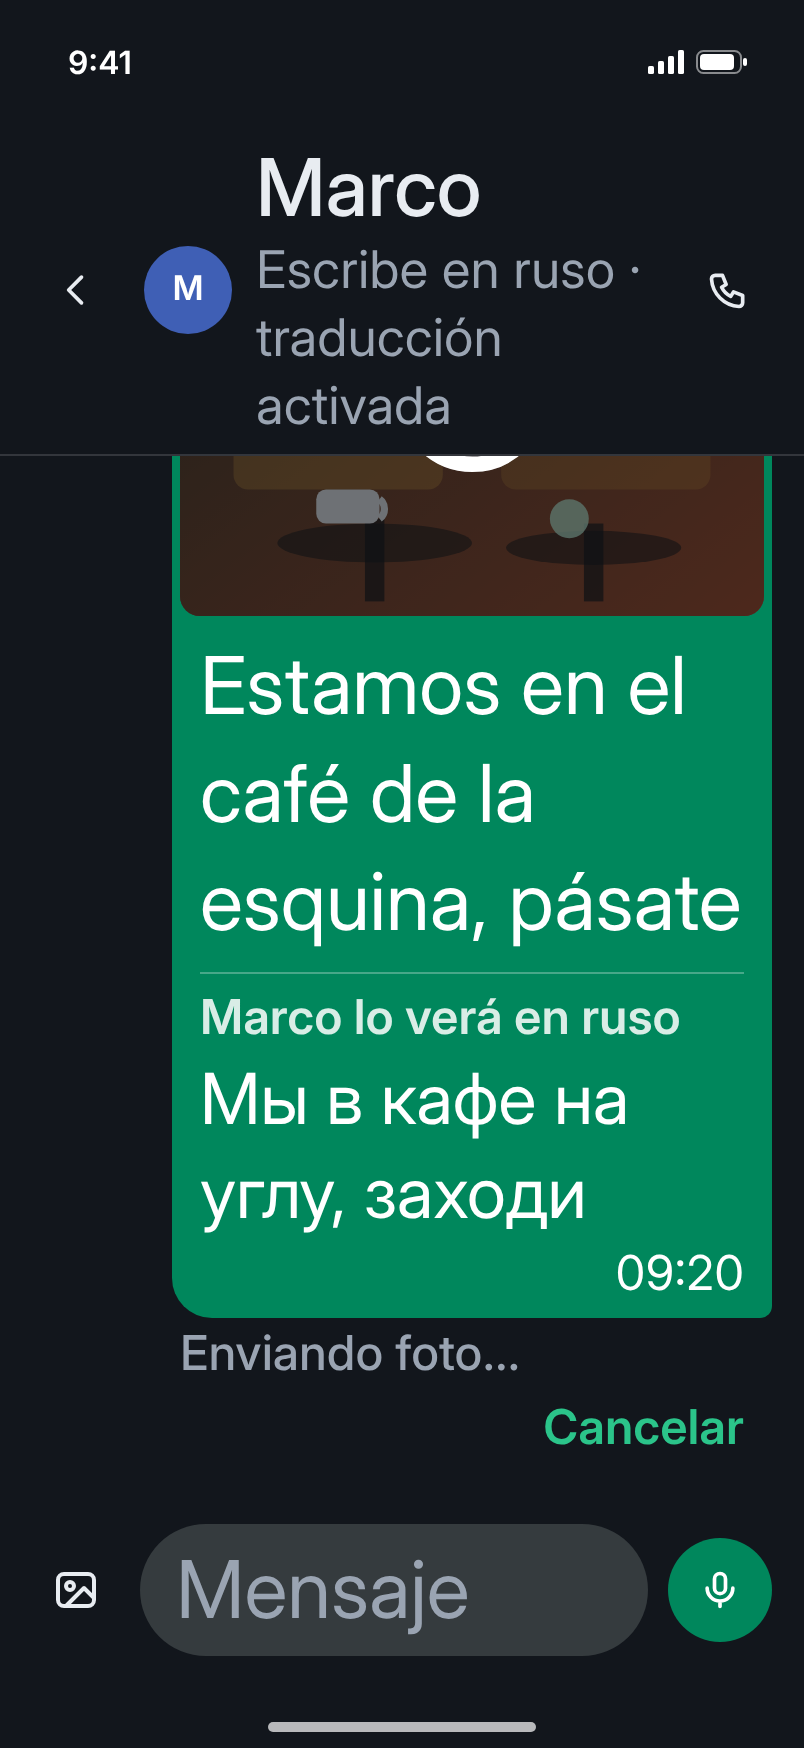 9:41
Marco
M
Escribe en ruso ·
traducción
activada
Estamos en el
café de la
esquina, pásate
Marco lo verá en ruso
Мы в кафе на
углу, заходи
09:20
Enviando foto...
Cancelar
Mensaje